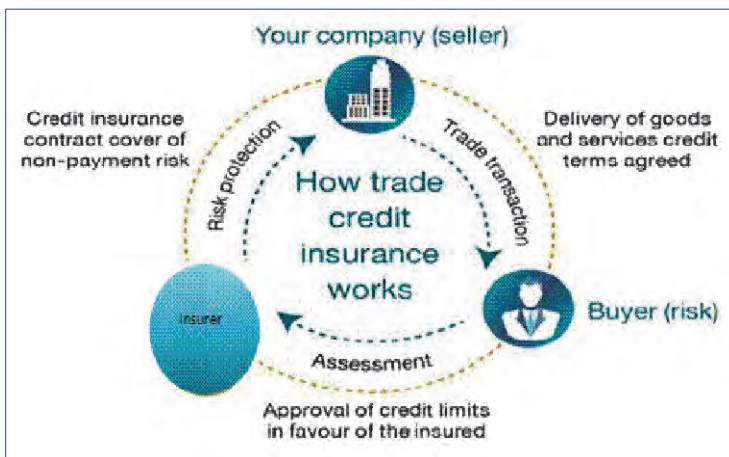 Your company (seller)
Credit insurance
contract cover of
non-payment risk
Delivery of goods
and services credit
terms agreed
Risk protection
Trade transaction
How trade
credit
insurance
works
Insurer
Buyer (risk)
Assessment
Approval of credit limits
in favour of the insured